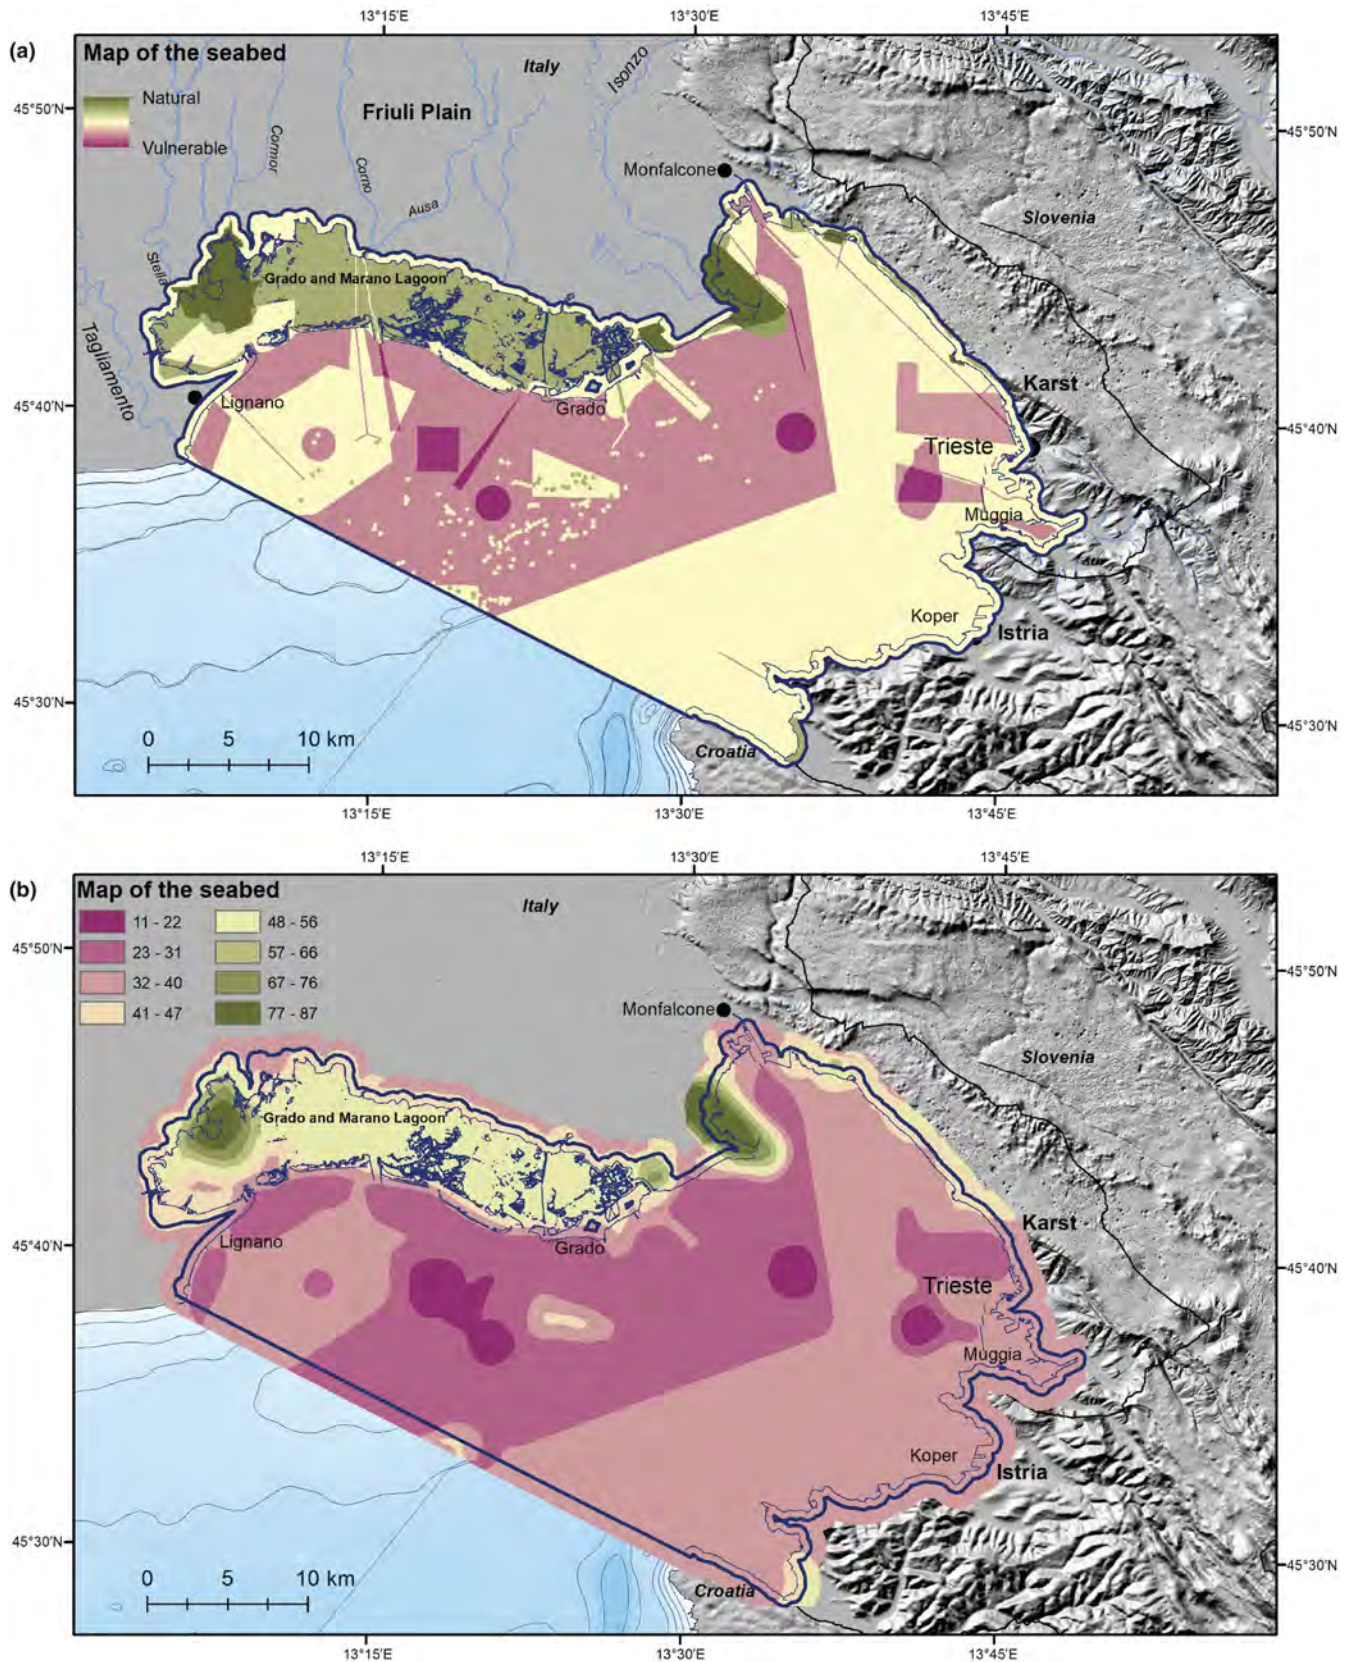 13°15'E 13°30'E 13°45'E
(a)
Map of the seabed
Natural
Vulnerable
Italy
Isonzo
Friuli Plain
Cormor
Corno
Ausa
Stella
Tagliamento
Monfalcone
Slovenia
Grado and Marano Lagoon
Karst
Lignano
Grado
Trieste
Muggia
Koper
Istria
Croatia
45°50'N
45°40'N
45°30'N
45°50'N
45°40'N
45°30'N
0 5 10 km
13°15'E 13°30'E 13°45'E
13°15'E 13°30'E 13°45'E
(b)
Map of the seabed
11 - 22 48 - 56
23 - 31 57 - 66
32 - 40 67 - 76
41 - 47 77 - 87
Italy
Monfalcone
Slovenia
Grado and Marano Lagoon
Karst
Lignano
Grado
Trieste
Muggia
Koper
Istria
Croatia
45°50'N
45°40'N
45°30'N
45°50'N
45°40'N
45°30'N
0 5 10 km
13°15'E 13°30'E 13°45'E